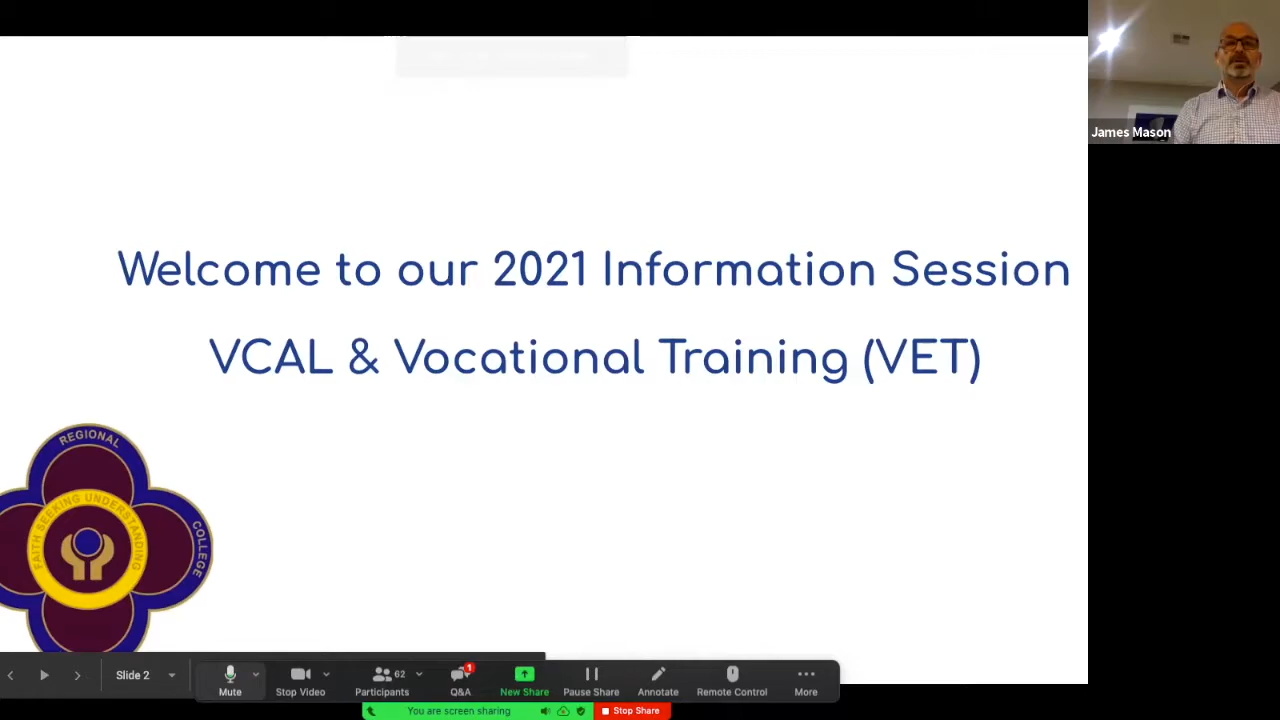 Welcome to our 2021 Information Session
VCAL & Vocational Training (VET)
James Mason
REGIONAL
COLLEGE
FAITH SEEKING UNDERSTANDING
Slide 2
Mute
Stop Video
62
Participants
1
Q&A
New Share
Pause Share
Annotate
Remote Control
More
You are screen sharing
Stop Share